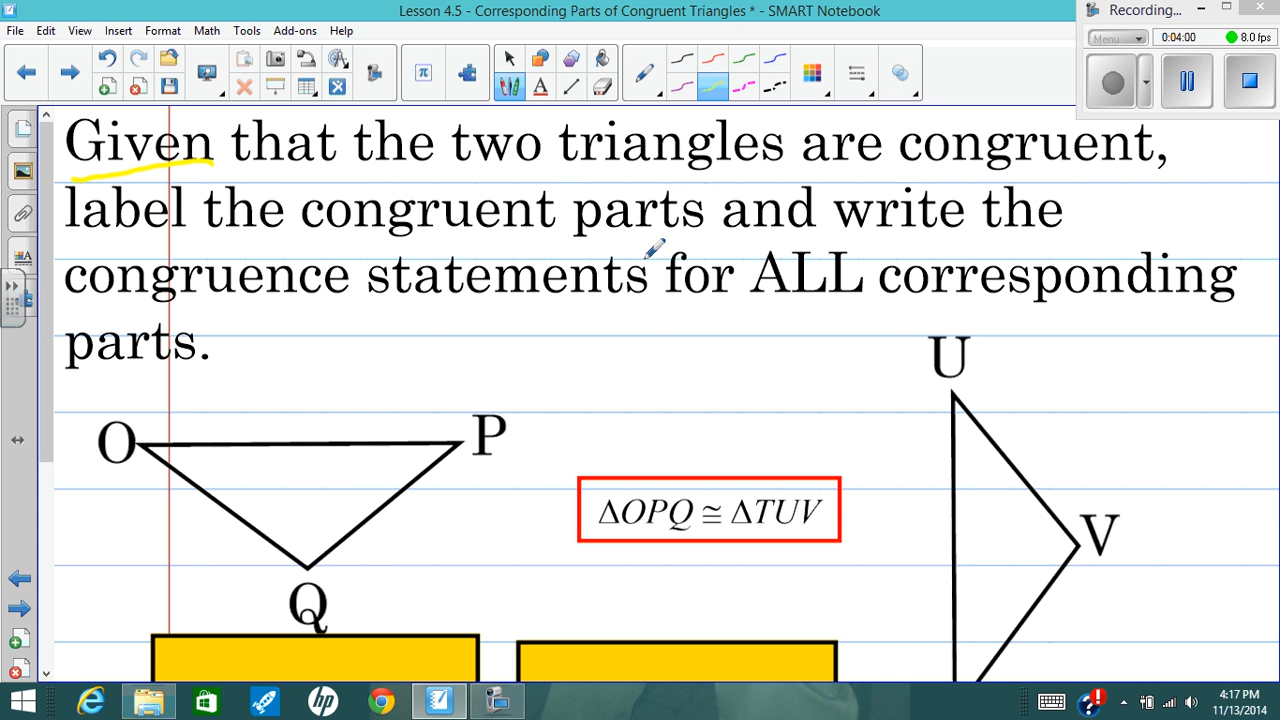 Lesson 4.5 - Corresponding Parts of Congruent Triangles * - SMART Notebook
Recording...
File Edit View Insert Format Math Tools Add-ons Help
Menu 0:04:00 8.0 fps
Given that the two triangles are congruent,
label the congruent parts and write the
congruence statements for ALL corresponding
parts.
U
O
P
ΔOPQ ≅ ΔTUV
V
Q
4:17 PM
11/13/2014